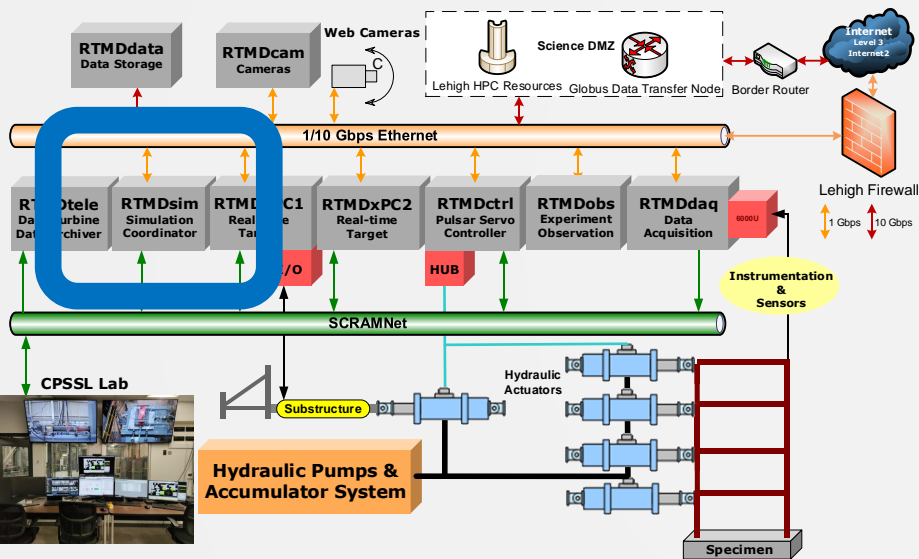 Web Cameras
RTMDdata
Data Storage
RTMDcam
Cameras
C
Science DMZ
Lehigh HPC Resources
Globus Data Transfer Node
Border Router
Internet
Level 3
Internet2
1/10 Gbps Ethernet
Lehigh Firewall
1 Gbps
10 Gbps
RTMDtele
RTMDsim
Simulation
Coordinator
Target
RTMDxPC2
Real-time
Target
RTMDctrl
Pulsar Servo
Controller
RTMDobs
Experiment
Observation
RTMDdaq
Data
Acquisition
6000U
HUB
Instrumentation
&
Sensors
SCRAMNet
CPSSL Lab
Substructure
Hydraulic
Actuators
Hydraulic Pumps &
Accumulator System
Specimen